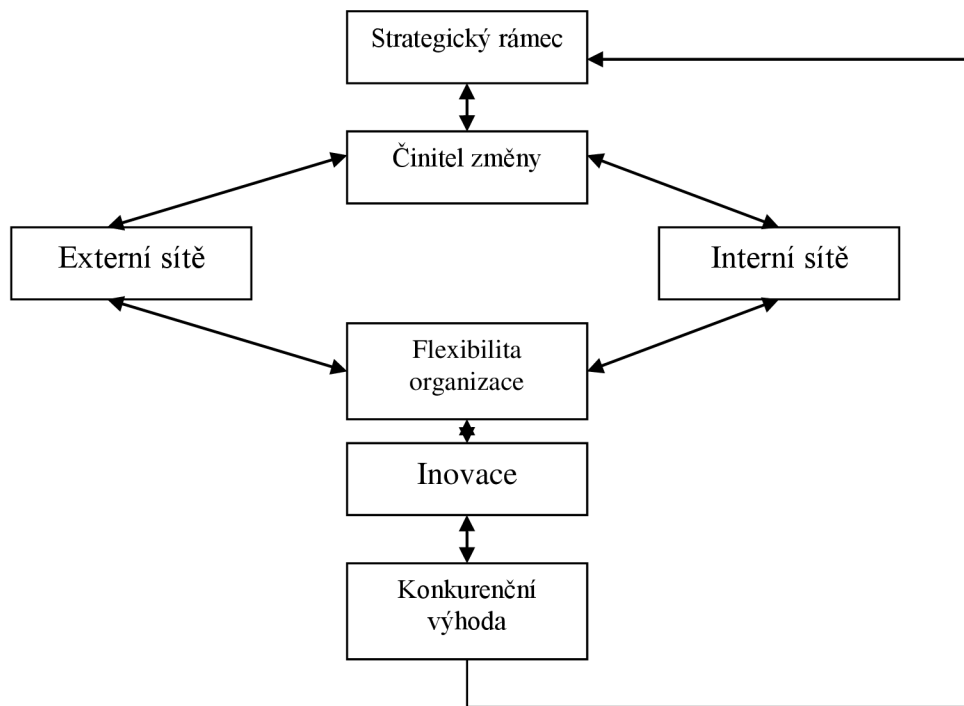 Strategický rámec
Činitel změny
Externí sítě
Interní sítě
Flexibilita
organizace
Inovace
Konkurenční
výhoda